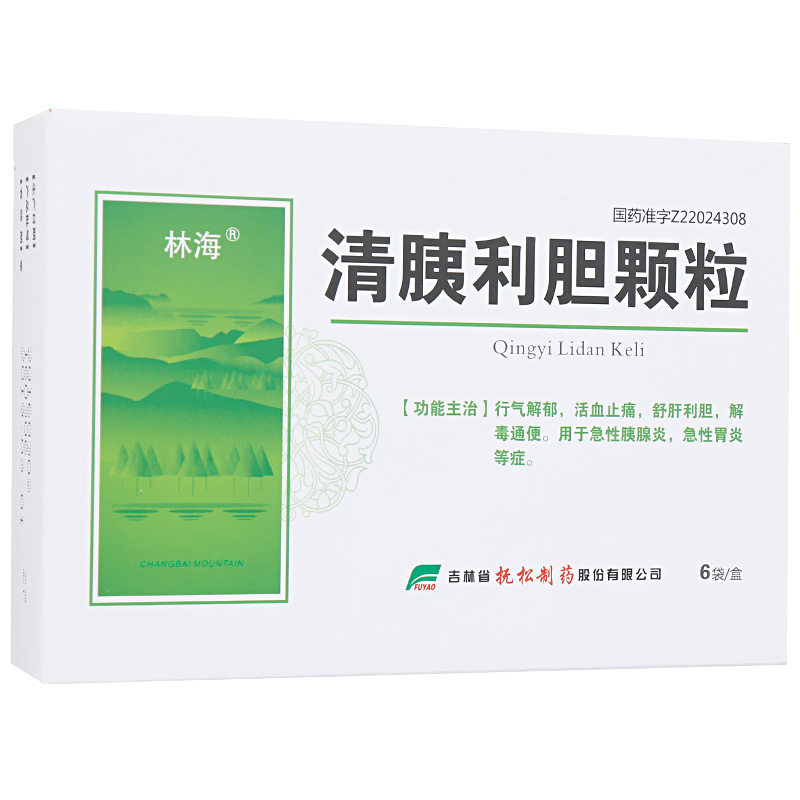 林海®
CHANGBAI MOUNTAIN
国药准字Z22024308
清胰利胆颗粒
Qingyi Lidan Keli
【功能主治】行气解郁，活血止痛，舒肝利胆，解
毒通便。用于急性胰腺炎，急性胃炎
等症。
FUYAO
吉林省抚松制药股份有限公司
6袋/盒